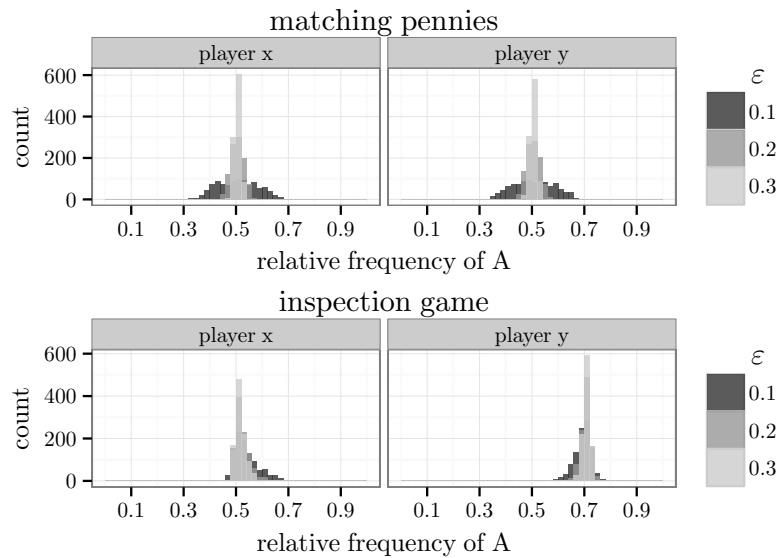 matching pennies
player x player y
600
400
200
0
count
0.1 0.3 0.5 0.7 0.9 0.1 0.3 0.5 0.7 0.9
relative frequency of A
ε
0.1
0.2
0.3
inspection game
player x player y
600
400
200
0
count
0.1 0.3 0.5 0.7 0.9 0.1 0.3 0.5 0.7 0.9
relative frequency of A
ε
0.1
0.2
0.3